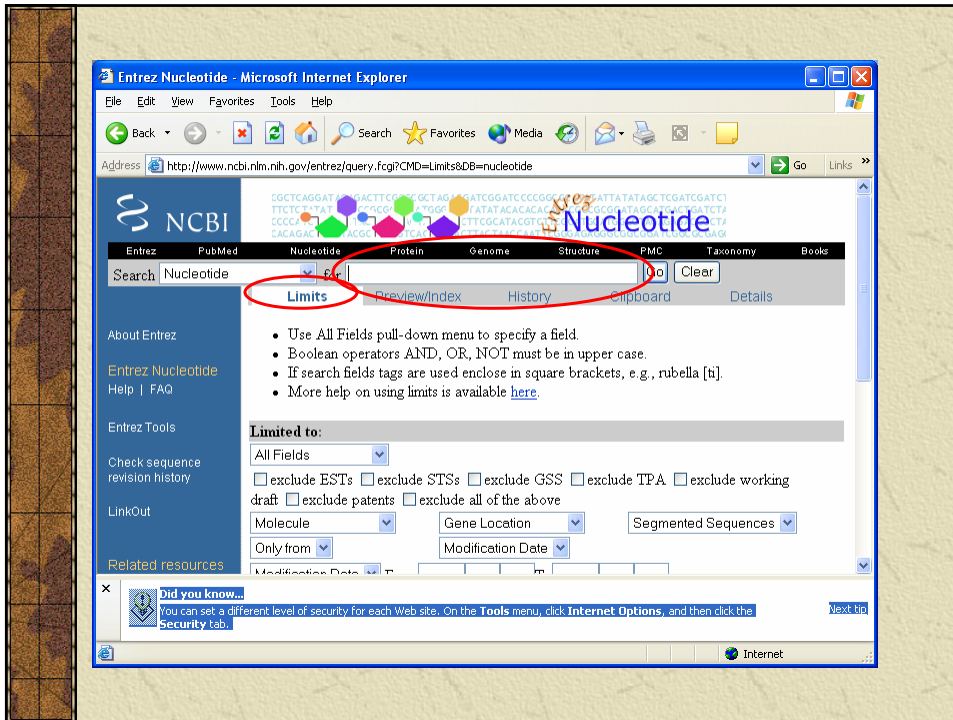 Entrez Nucleotide - Microsoft Internet Explorer
File Edit View Favorites Tools Help
Back Search Favorites Media
Address http://www.ncbi.nlm.nih.gov/entrez/query.fcgi?CMD=Limits&DB=nucleotide Go Links »
NCBI Entrez Nucleotide
Entrez PubMed Nucleotide Protein Genome Structure PMC Taxonomy Books
Search Nucleotide for Go Clear
Limits Preview/Index History Clipboard Details
About Entrez
Entrez Nucleotide
Help | FAQ
Entrez Tools
Check sequence
revision history
LinkOut
Related resources
• Use All Fields pull-down menu to specify a field.
• Boolean operators AND, OR, NOT must be in upper case.
• If search fields tags are used enclose in square brackets, e.g., rubella [ti].
• More help on using limits is available here.
Limited to:
All Fields
exclude ESTs exclude STSs exclude GSS exclude TPA exclude working
draft exclude patents exclude all of the above
Molecule Gene Location Segmented Sequences
Only from Modification Date
Modification Date
Did you know...
You can set a different level of security for each Web site. On the Tools menu, click Internet Options, and then click the
Security tab.
Next tip
Internet